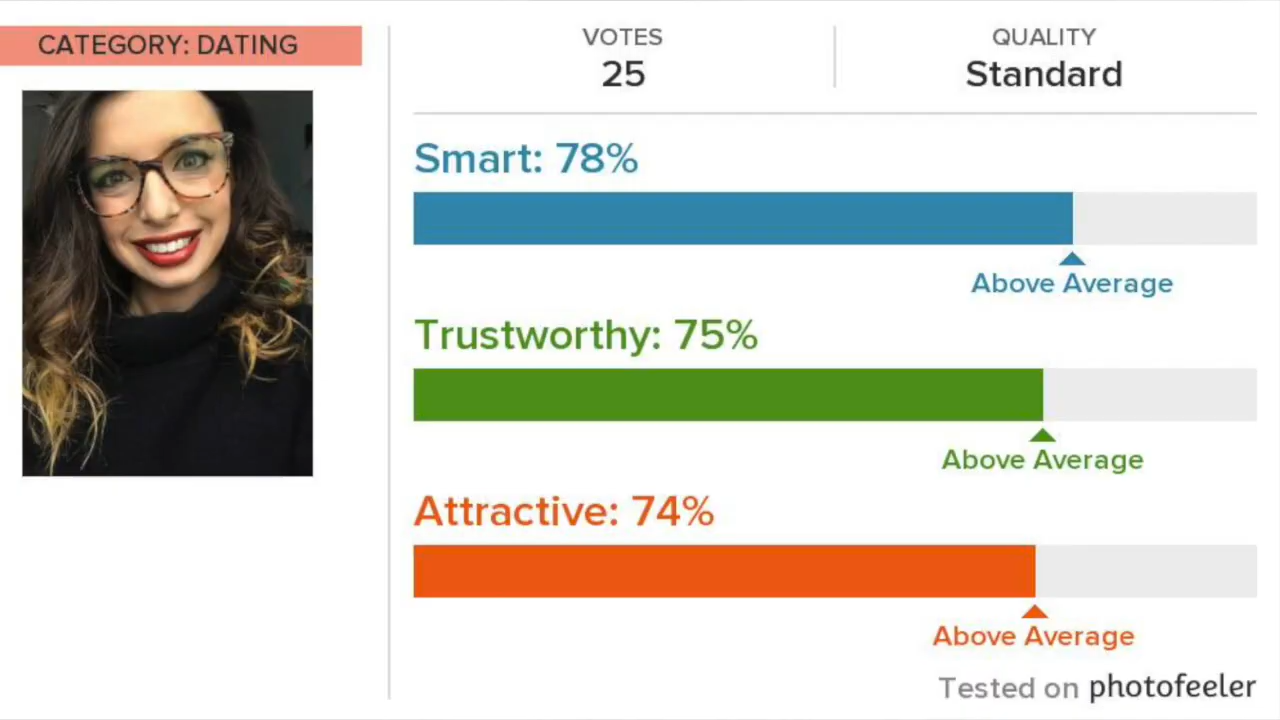 CATEGORY: DATING
VOTES
25
QUALITY
Standard
Smart: 78%
Above Average
Trustworthy: 75%
Above Average
Attractive: 74%
Above Average
Tested on photofeeler